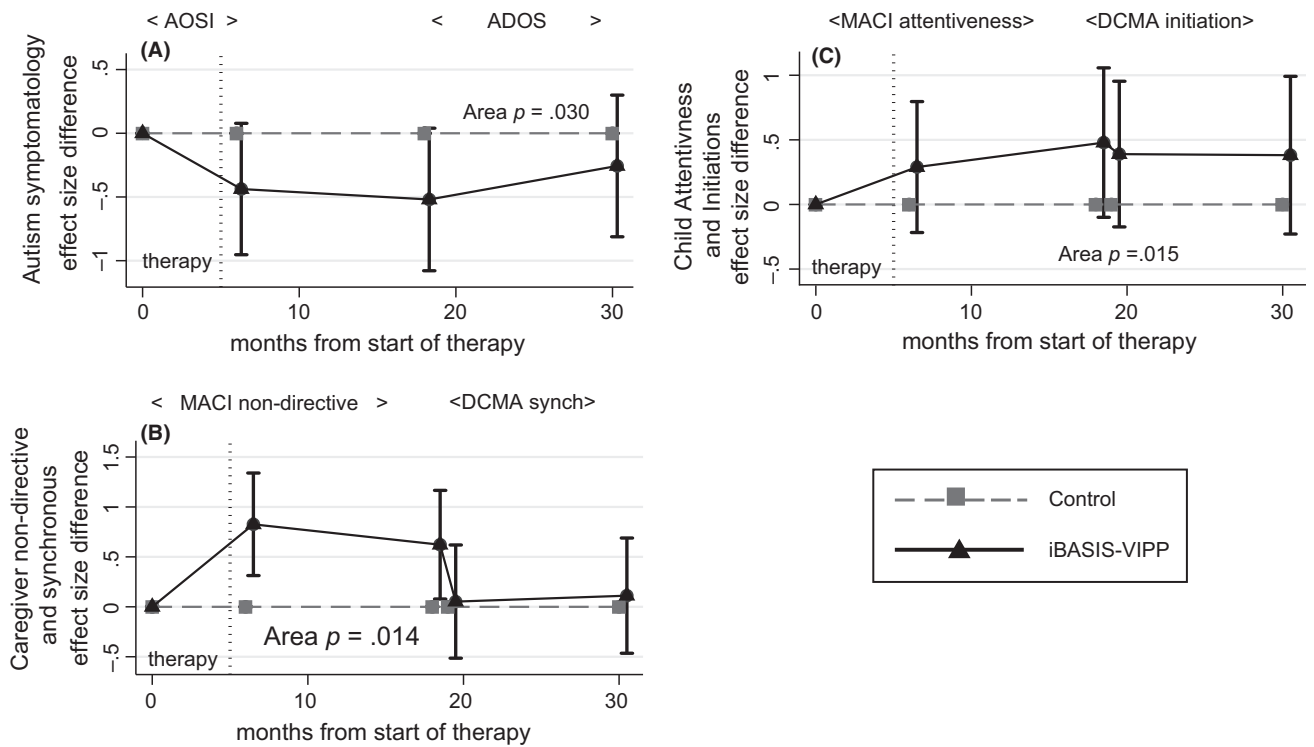 < AOSI >
< ADOS >
(A)
Autism symptomatology
effect size difference
.5
0
-.5
-1
Area p = .030
therapy
0 10 20 30
months from start of therapy
<MACI attentiveness>
<DCMA initiation>
(C)
Child Attentivness
and Initiations
effect size difference
1
.5
0
-.5
Area p =.015
therapy
0 10 20 30
months from start of therapy
< MACI non-directive >
<DCMA synch>
(B)
Caregiver non-directive
and synchronous
effect size difference
1.5
1
.5
0
-.5
Area p = .014
therapy
0 10 20 30
months from start of therapy
Control
iBASIS-VIPP